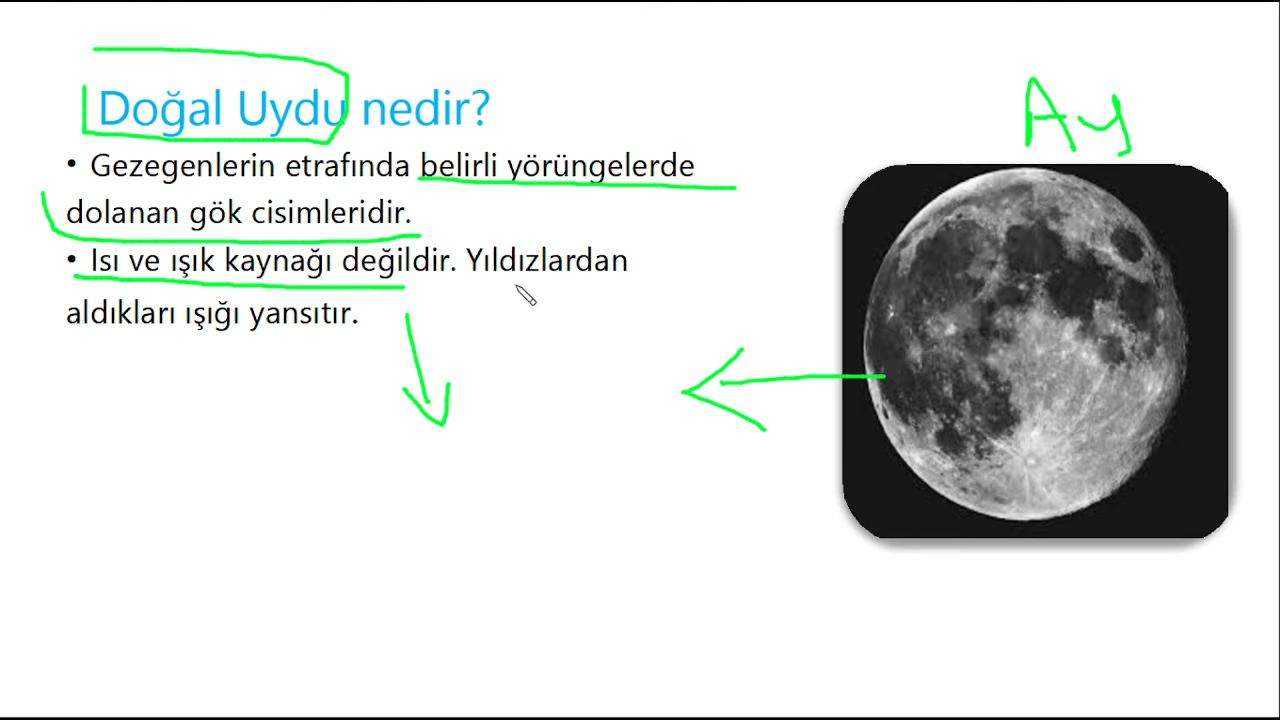 Doğal Uydu nedir?
• Gezegenlerin etrafında belirli yörüngelerde
dolanan gök cisimleridir.
• Isı ve ışık kaynağı değildir. Yıldızlardan
aldıkları ışığı yansıtır.
Ay